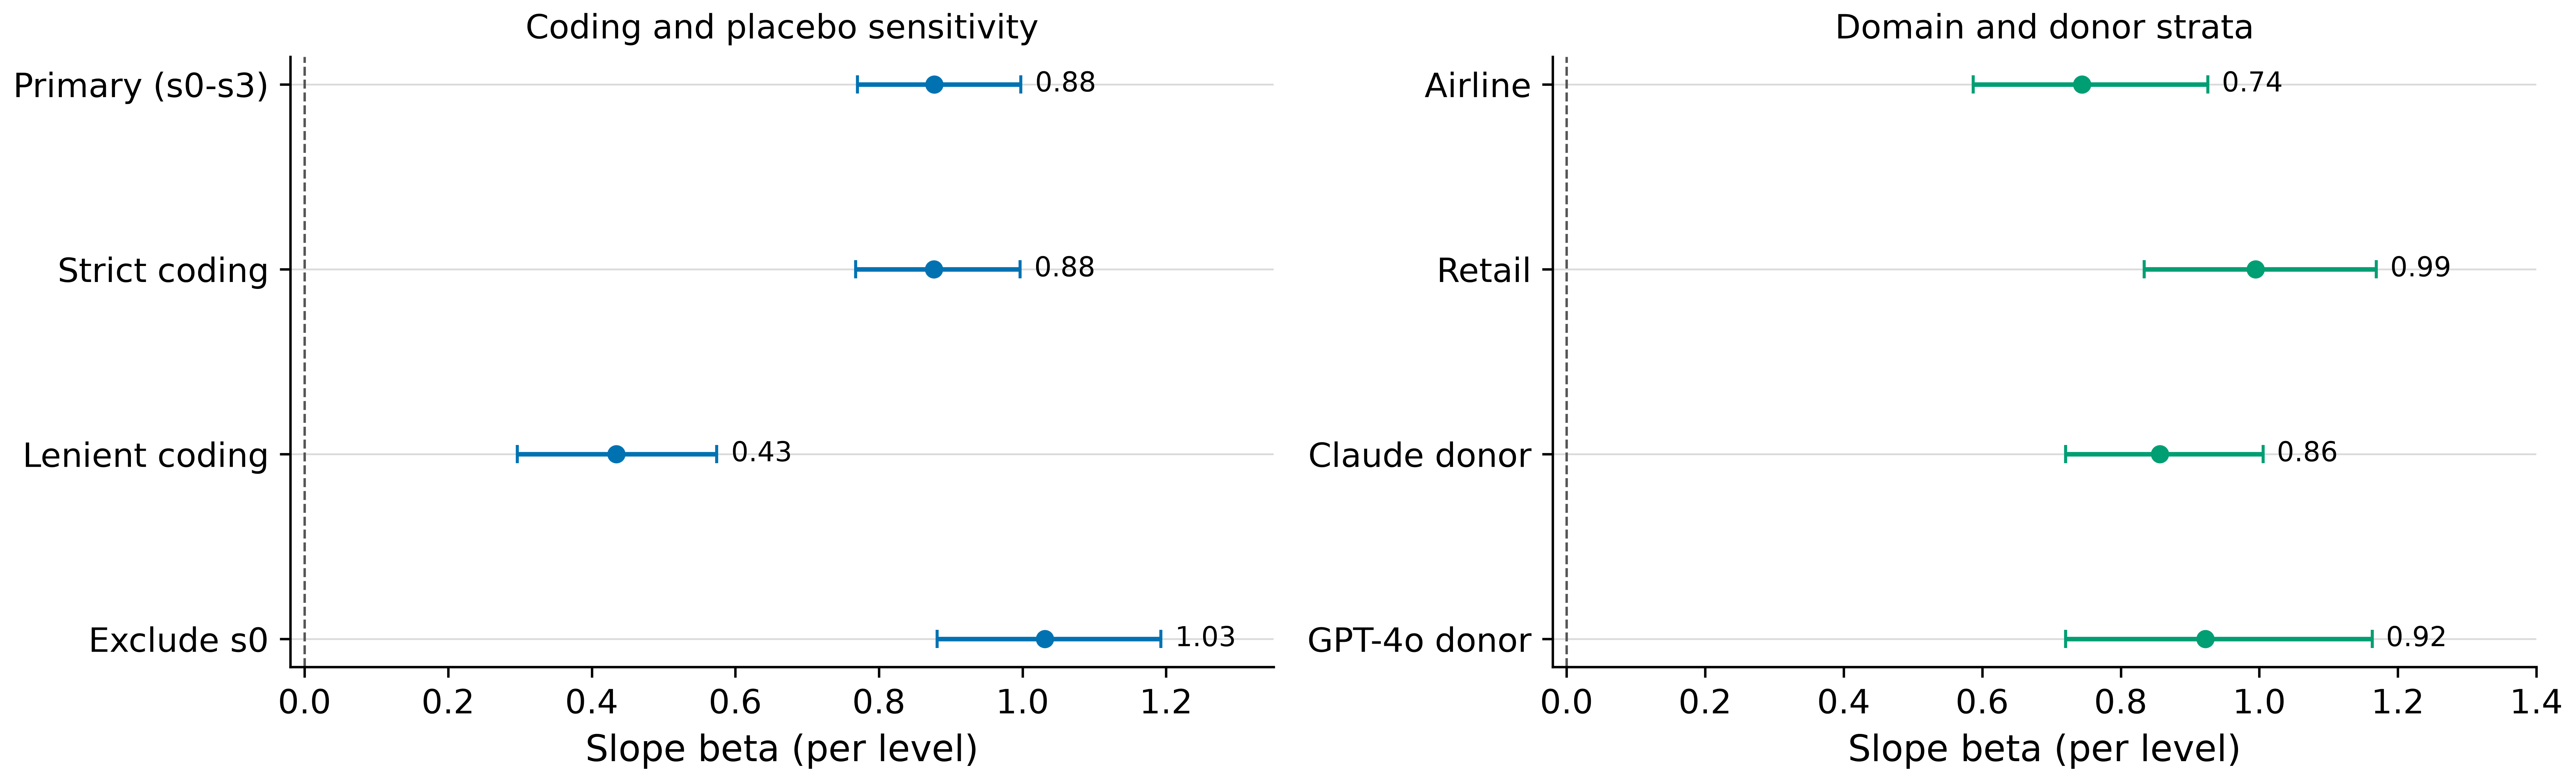 Coding and placebo sensitivity
Primary (s0-s3)
0.88
Strict coding
0.88
Lenient coding
0.43
Exclude s0
1.03
0.0 0.2 0.4 0.6 0.8 1.0 1.2
Slope beta (per level)
Domain and donor strata
Airline
0.74
Retail
0.99
Claude donor
0.86
GPT-4o donor
0.92
0.0 0.2 0.4 0.6 0.8 1.0 1.2 1.4
Slope beta (per level)